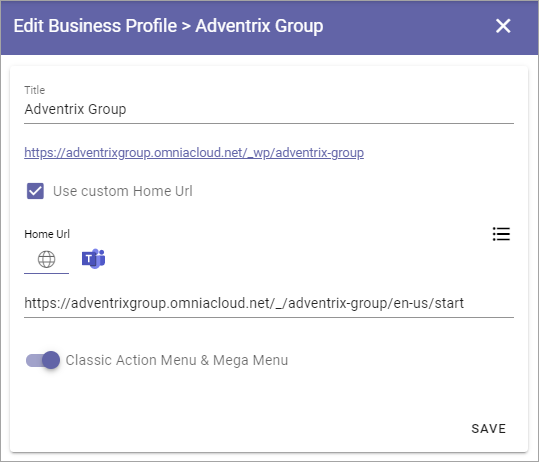 Edit Business Profile > Adventrix Group
Title
Adventrix Group
https://adventrixgroup.omniacloud.net/_wp/adventrix-group
Use custom Home Url
Home Url
https://adventrixgroup.omniacloud.net/_/adventrix-group/en-us/start
Classic Action Menu & Mega Menu
SAVE